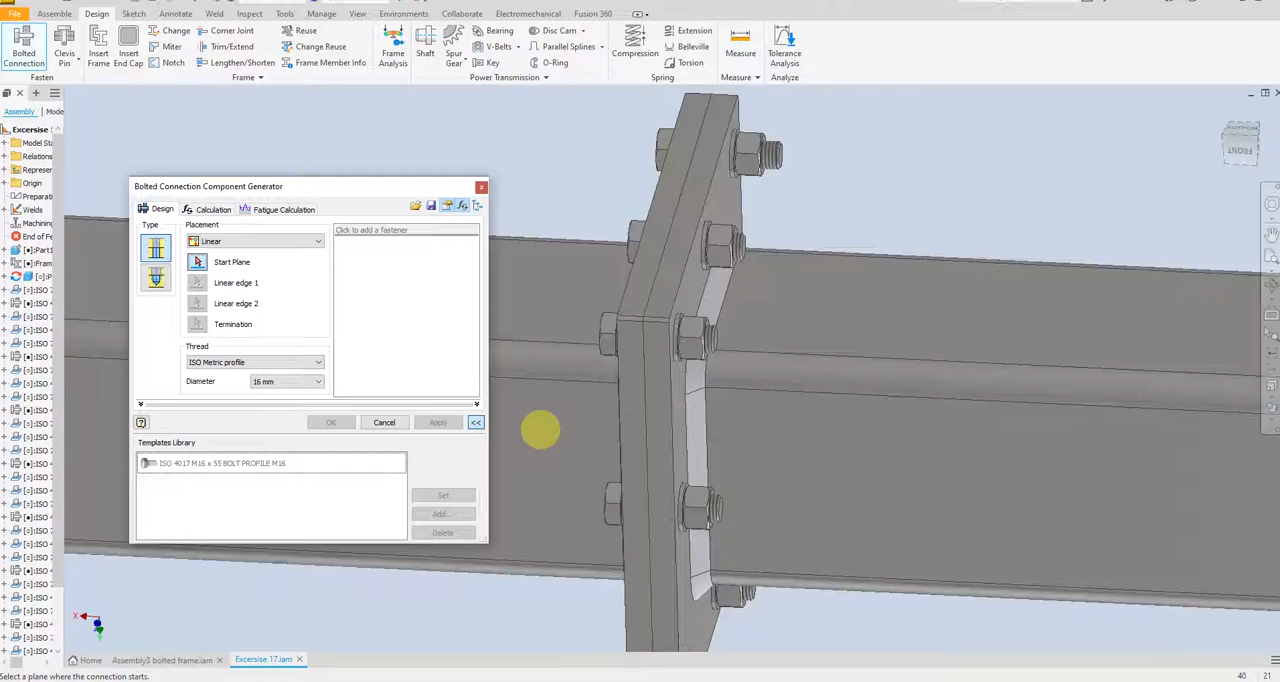 File Assemble Design Sketch Annotate Weld Inspect Tools Manage View Environments Collaborate Electromechanical Fusion 360
Bolted Connection
Clevis Pin
Insert Frame
Insert End Cap
Change
Miter
Notch
Corner Joint
Trim/Extend
Lengthen/Shorten
Reuse
Change Reuse
Frame Member Info
Frame Analysis
Shaft
Spur Gear
Bearing
V-Belts
Key
Disc Cam
Parallel Splines
O-Ring
Compression
Extension
Belleville
Torsion
Measure
Tolerance Analysis
Fasten Frame Power Transmission Spring Measure Analyze
Assembly Mode
Excersise
Model St
Relations
Represer
Origin
Preparat
Welds
Machining
End of Fe
BOTTOM
FRONT
Bolted Connection Component Generator
Design Calculation Fatigue Calculation
Type
Placement
Linear
Start Plane
Linear edge 1
Linear edge 2
Termination
Thread
ISO Metric profile
Diameter 16 mm
Click to add a fastener
OK Cancel Apply <<
Templates Library
ISO 4017 M16 x 55 BOLT PROFILE M16
Set
Add...
Delete
X
Home Assembly3 bolted frame.iam Excersise 17.iam
Select a plane where the connection starts. 40 21